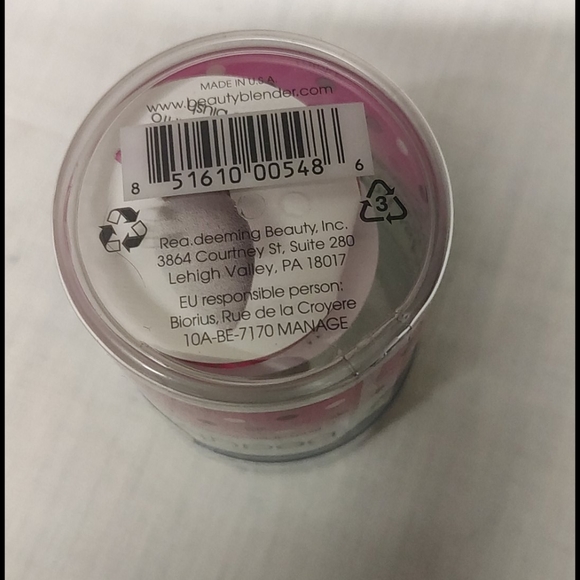 MADE IN U.S.A.
www.beautyblender.com
8 51610 00548 6
3
Rea.deeming Beauty, Inc.
3864 Courtney St, Suite 280
Lehigh Valley, PA 18017
EU responsible person:
Biorius, Rue de la Croyere
10A-BE-7170 MANAGE